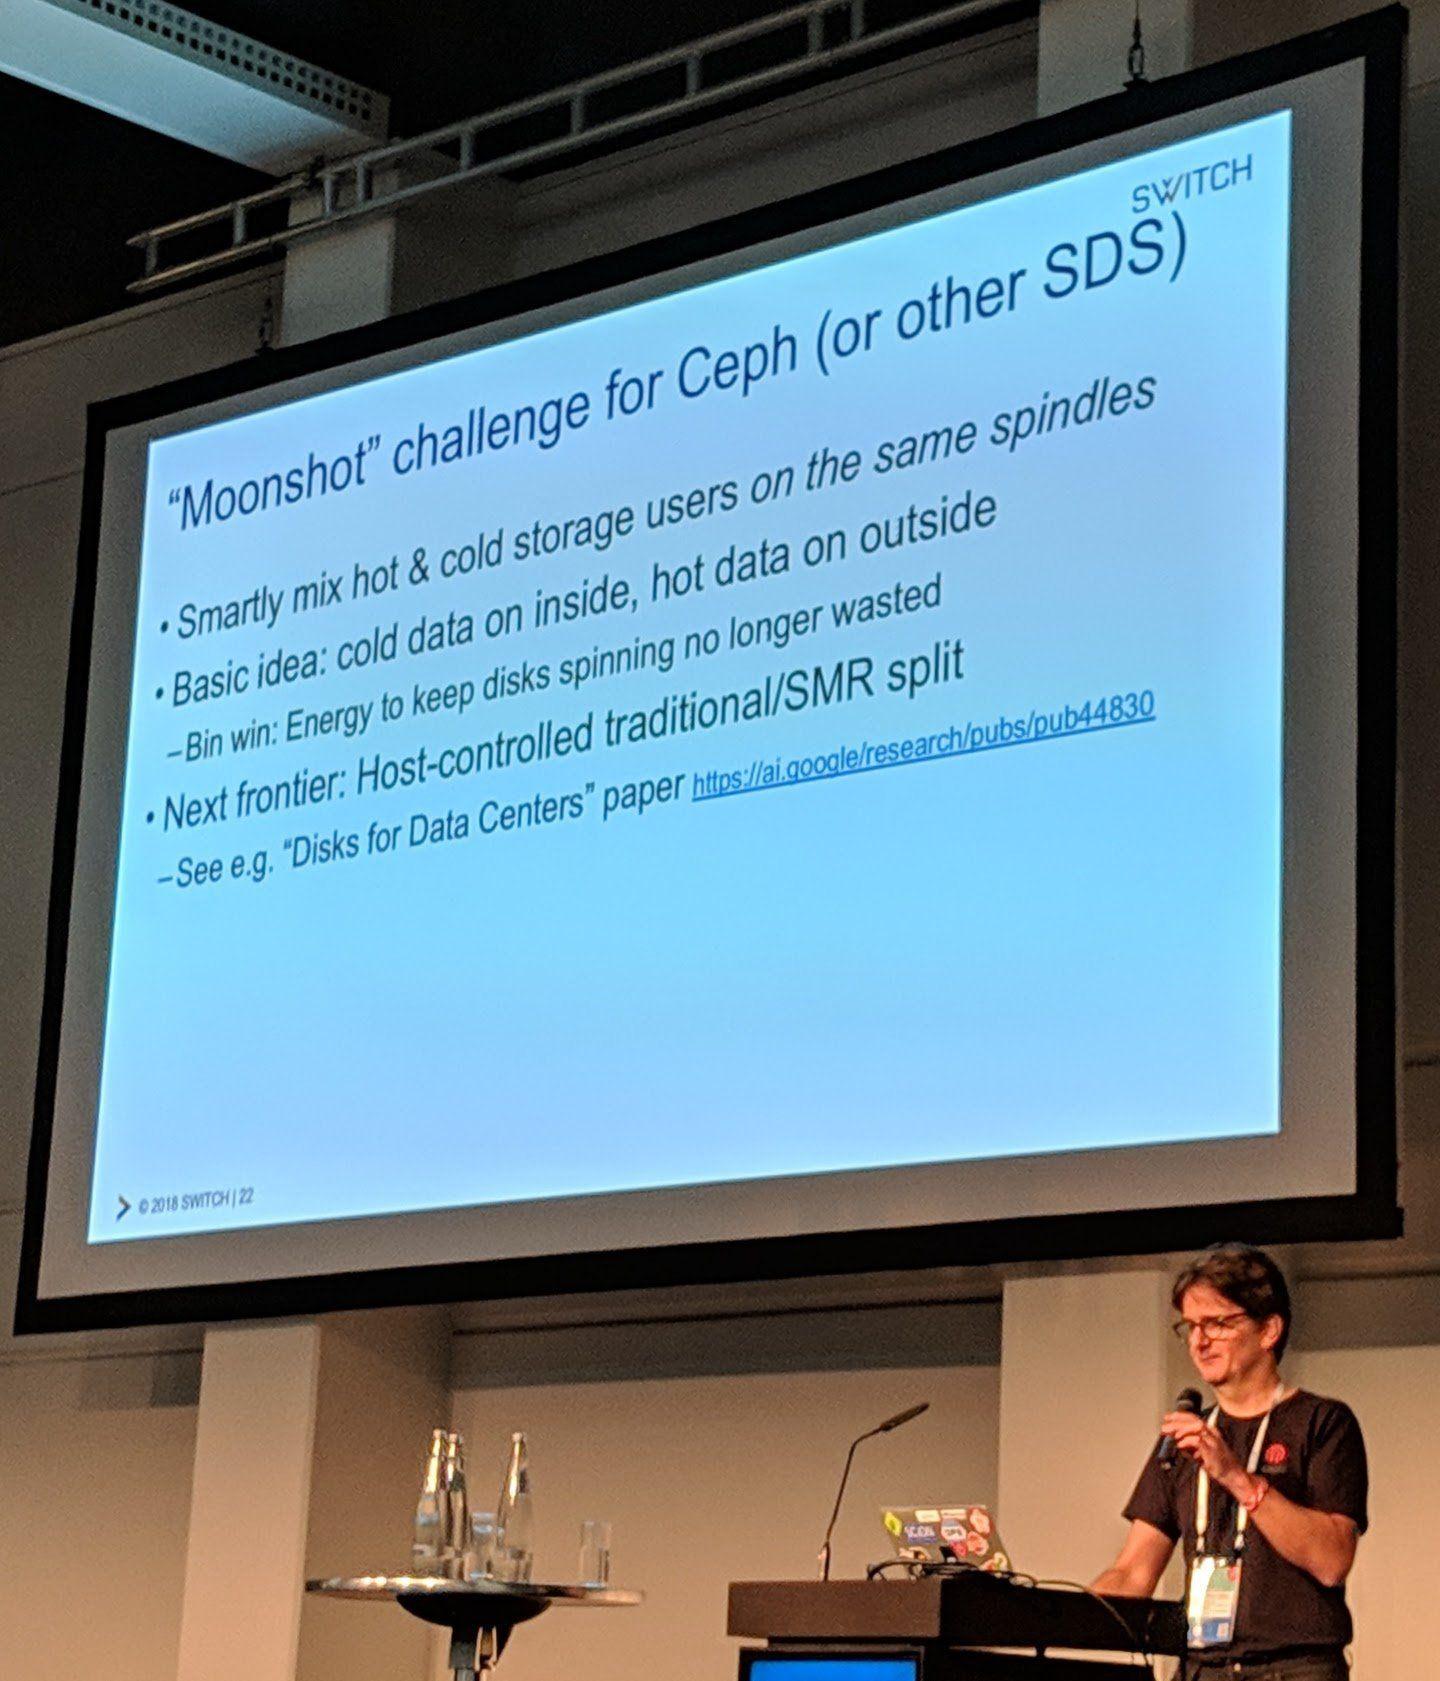 SWITCH
“Moonshot” challenge for Ceph (or other SDS)
• Smartly mix hot & cold storage users on the same spindles
• Basic idea: cold data on inside, hot data on outside
–Bin win: Energy to keep disks spinning no longer wasted
• Next frontier: Host-controlled traditional/SMR split
–See e.g. “Disks for Data Centers” paper https://ai.google/research/pubs/pub44830
© 2018 SWITCH | 22